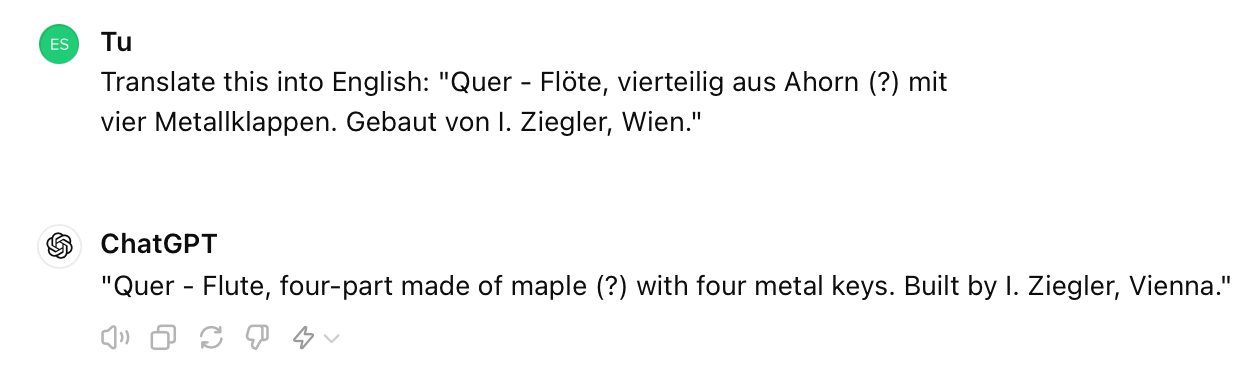 ES
Tu
Translate this into English: "Quer - Flöte, vierteilig aus Ahorn (?) mit
vier Metallklappen. Gebaut von I. Ziegler, Wien."
ChatGPT
"Quer - Flute, four-part made of maple (?) with four metal keys. Built by I. Ziegler, Vienna."